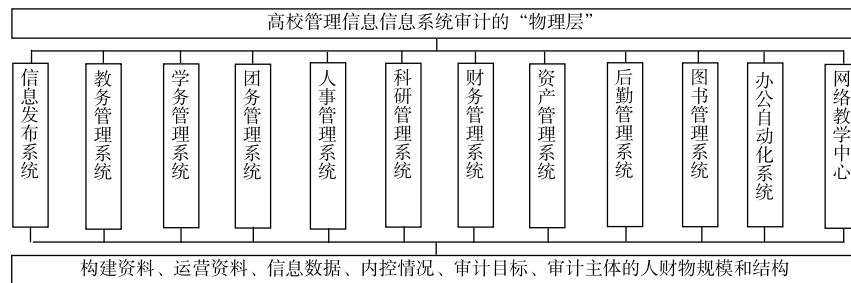 高校管理信息信息系统审计的“物理层”
信息发布系统
教务管理系统
学务管理系统
团务管理系统
人事管理系统
科研管理系统
财务管理系统
资产管理系统
后勤管理系统
图书管理系统
办公自动化系统
网络教学中心
构建资料、运营资料、信息数据、内控情况、审计目标、审计主体的人财物规模和结构